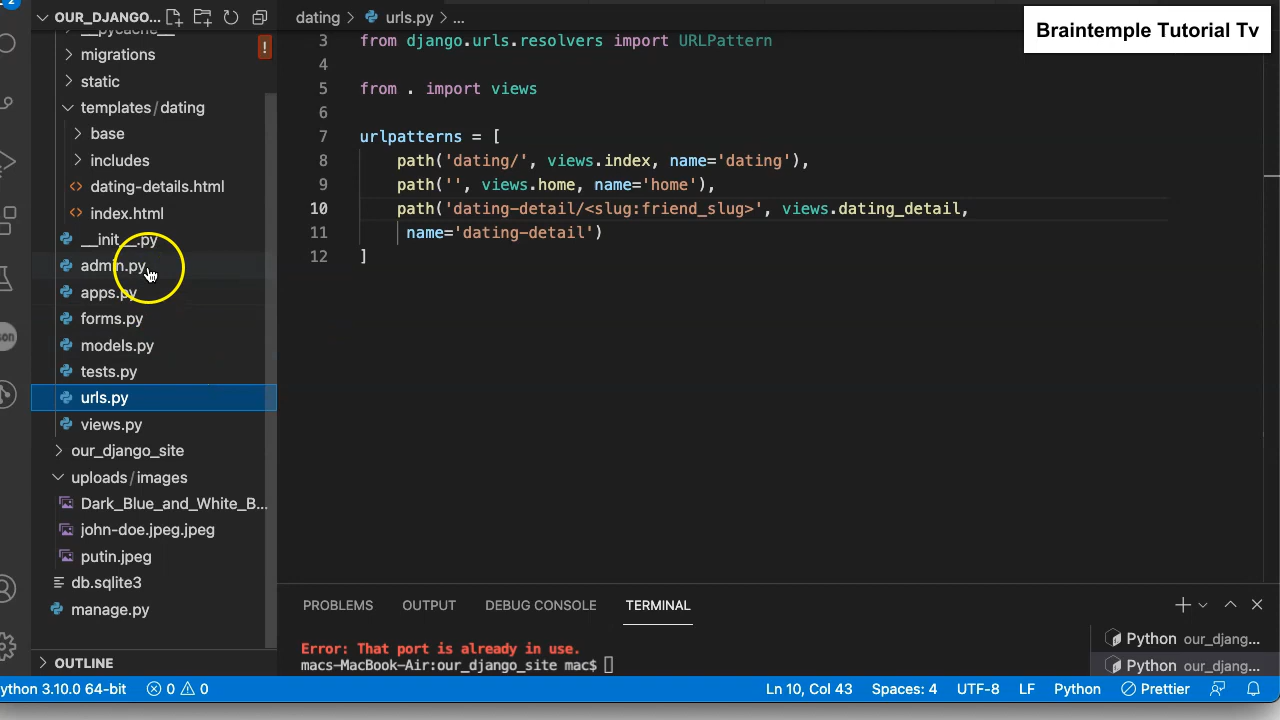 2
OUR_DJANGO...
dating > urls.py > ...
Braintemple Tutorial Tv
__pycache__
migrations
!
static
templates/dating
base
includes
dating-details.html
index.html
__init__.py
admin.py
apps.py
forms.py
models.py
tests.py
urls.py
views.py
our_django_site
uploads/images
Dark_Blue_and_White_B...
john-doe.jpeg.jpeg
putin.jpeg
db.sqlite3
manage.py
OUTLINE
3 from django.urls.resolvers import URLPattern
4
5 from . import views
6
7 urlpatterns = [
8 path('dating/', views.index, name='dating'),
9 path('', views.home, name='home'),
10 path('dating-detail/<slug:friend_slug>', views.dating_detail,
11 name='dating-detail')
12 ]
PROBLEMS OUTPUT DEBUG CONSOLE TERMINAL
Error: That port is already in use.
macs-MacBook-Air:our_django_site mac$
Python our_djang...
Python our_djang...
ython 3.10.0 64-bit 0 0 Ln 10, Col 43 Spaces: 4 UTF-8 LF Python Prettier